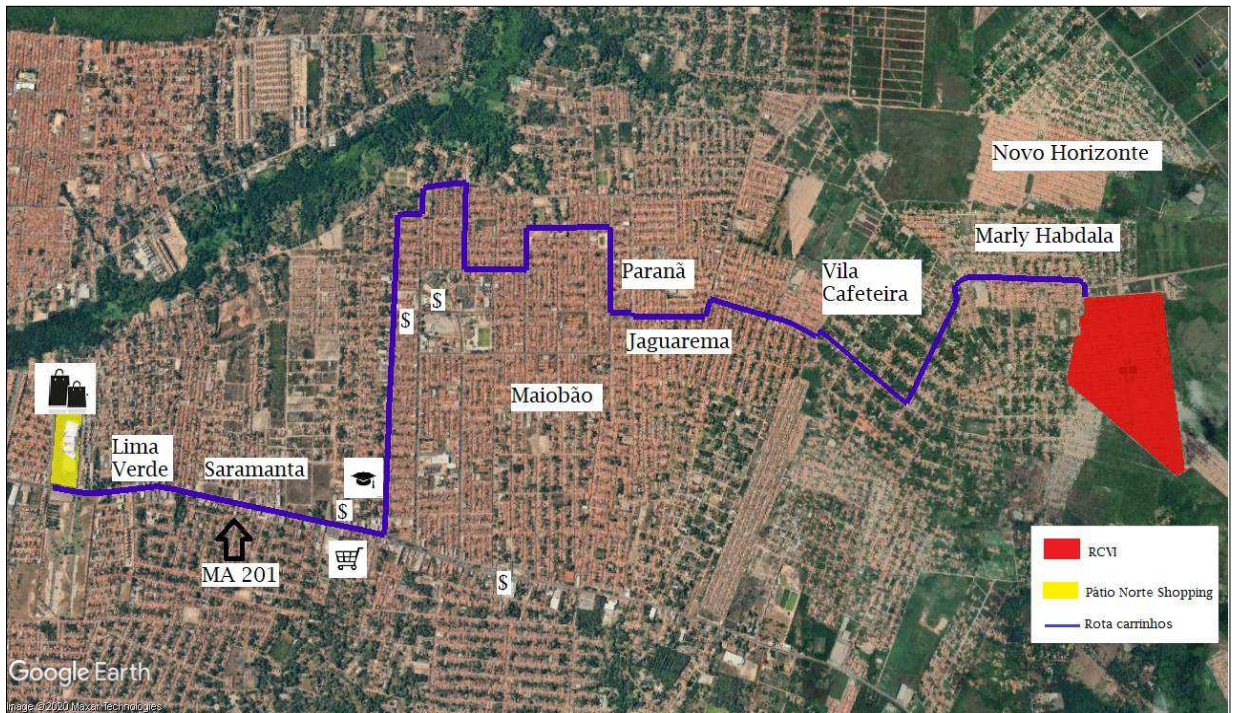 Novo Horizonte
Marly Habdala
Paranã
Vila
Cafeteira
$
$
Jaguarema
Maiobão
Lima
Verde
Saramanta
$
MA 201
$
RCVI
Pátio Norte Shopping
Rota carrinhos
Google Earth
Image ©2020 Maxar Technologies